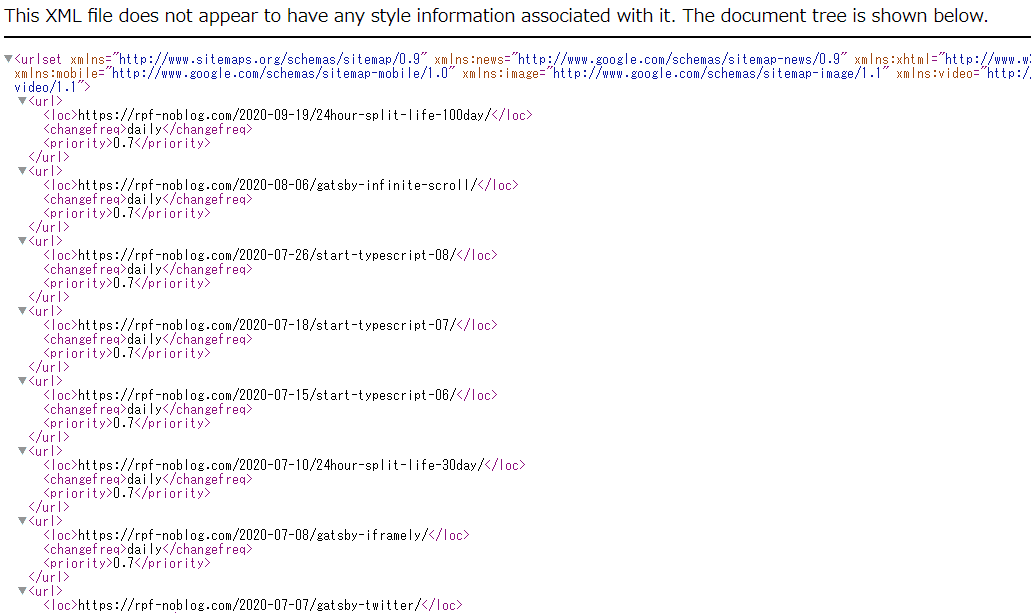 This XML file does not appear to have any style information associated with it. The document tree is shown below.
▼<urlset xmlns="http://www.sitemaps.org/schemas/sitemap/0.9" xmlns:news="http://www.google.com/schemas/sitemap-news/0.9" xmlns:xhtml="http://www.w3
xmlns:mobile="http://www.google.com/schemas/sitemap-mobile/1.0" xmlns:image="http://www.google.com/schemas/sitemap-image/1.1" xmlns:video="http:/
video/1.1">
▼<url>
<loc>https://rpf-noblog.com/2020-09-19/24hour-split-life-100day/</loc>
<changefreq>daily</changefreq>
<priority>0.7</priority>
</url>
▼<url>
<loc>https://rpf-noblog.com/2020-08-06/gatsby-infinite-scroll/</loc>
<changefreq>daily</changefreq>
<priority>0.7</priority>
</url>
▼<url>
<loc>https://rpf-noblog.com/2020-07-26/start-typescript-08/</loc>
<changefreq>daily</changefreq>
<priority>0.7</priority>
</url>
▼<url>
<loc>https://rpf-noblog.com/2020-07-18/start-typescript-07/</loc>
<changefreq>daily</changefreq>
<priority>0.7</priority>
</url>
▼<url>
<loc>https://rpf-noblog.com/2020-07-15/start-typescript-06/</loc>
<changefreq>daily</changefreq>
<priority>0.7</priority>
</url>
▼<url>
<loc>https://rpf-noblog.com/2020-07-10/24hour-split-life-30day/</loc>
<changefreq>daily</changefreq>
<priority>0.7</priority>
</url>
▼<url>
<loc>https://rpf-noblog.com/2020-07-08/gatsby-iframely/</loc>
<changefreq>daily</changefreq>
<priority>0.7</priority>
</url>
▼<url>
<loc>https://rpf-noblog.com/2020-07-07/gatsby-twitter/</loc>